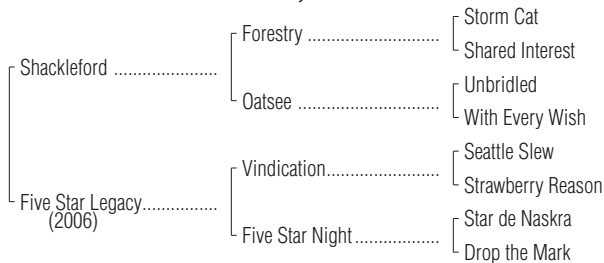 Storm Cat
Forestry ........................................
Shared Interest
Shackleford ........................
Unbridled
Oatsee ........................................
With Every Wish
Seattle Slew
Vindication................................
Strawberry Reason
Five Star Legacy..................
(2006)
Star de Naskra
Five Star Night ........................
Drop the Mark